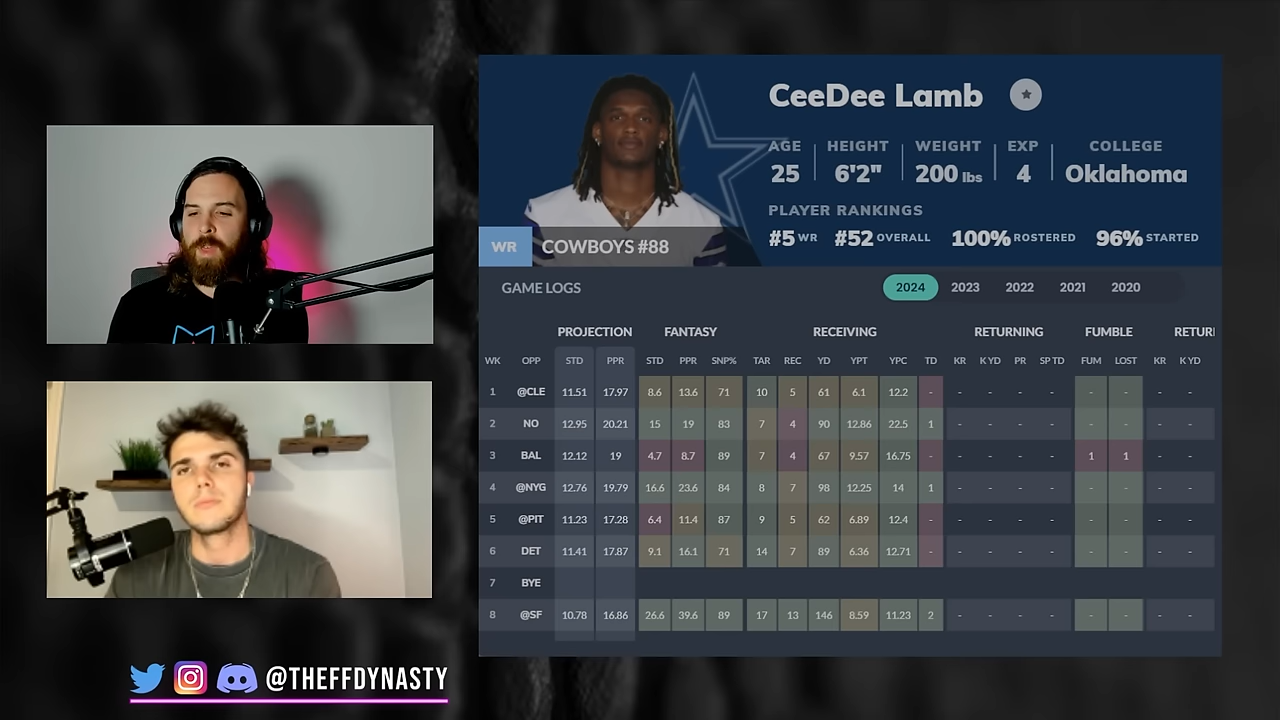 CeeDee Lamb
AGE HEIGHT WEIGHT EXP COLLEGE
25 6'2" 200 lbs 4 Oklahoma
PLAYER RANKINGS
#5 WR #52 OVERALL 100% ROSTERED 96% STARTED
WR COWBOYS #88
GAME LOGS 2024 2023 2022 2021 2020
PROJECTION FANTASY RECEIVING RETURNING FUMBLE RETURI
WK OPP STD PPR STD PPR SNP% TAR REC YD YPT YPC TD KR K YD PR SP TD FUM LOST KR K YD
1 @CLE 11.51 17.97 8.6 13.6 71 10 5 61 6.1 12.2 - - - - - - - - -
2 NO 12.95 20.21 15 19 83 7 4 90 12.86 22.5 1 - - - - - - - -
3 BAL 12.12 19 4.7 8.7 89 7 4 67 9.57 16.75 - - - - - 1 1 - -
4 @NYG 12.76 19.79 16.6 23.6 84 8 7 98 12.25 14 1 - - - - - - - -
5 @PIT 11.23 17.28 6.4 11.4 87 9 5 62 6.89 12.4 - - - - - - - - -
6 DET 11.41 17.87 9.1 16.1 71 14 7 89 6.36 12.71 - - - - - - - - -
7 BYE
8 @SF 10.78 16.86 26.6 39.6 89 17 13 146 8.59 11.23 2 - - - - - - - -
@THEFFDYNASTY